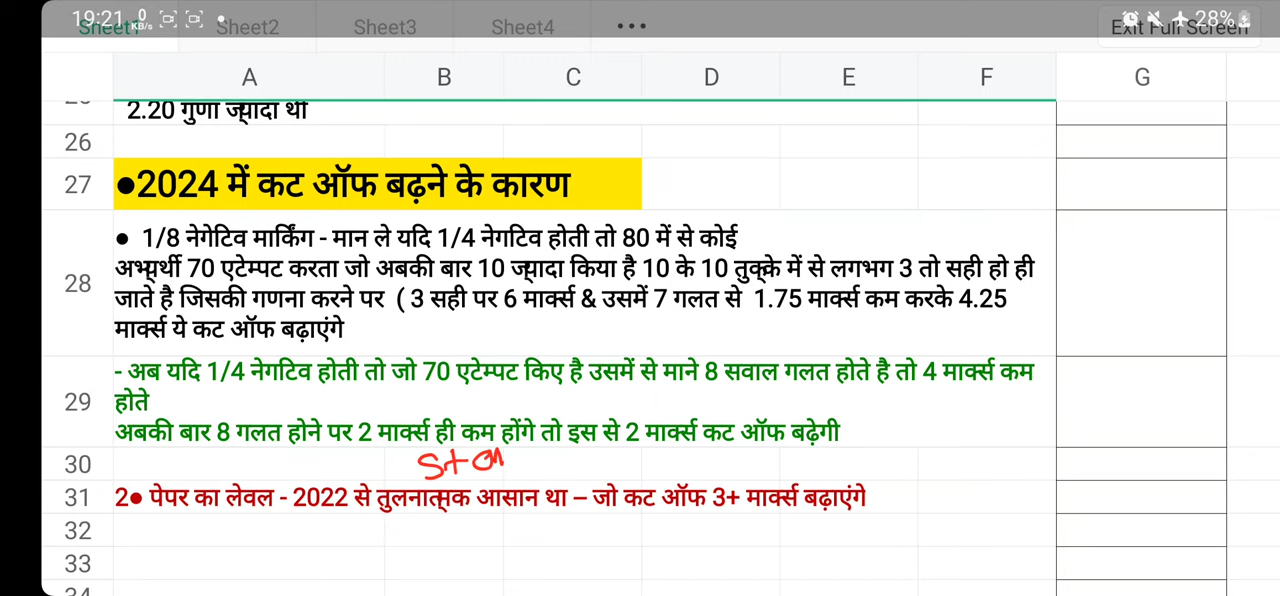 19:21 0 KB/s 28%
Sheet1 Sheet2 Sheet3 Sheet4 ••• Exit Full Screen
A B C D E F G
2.20 गुणा ज्यादा थी
26
27 ●2024 में कट ऑफ बढ़ने के कारण
● 1/8 नेगेटिव मार्किंग - मान ले यदि 1/4 नेगटिव होती तो 80 में से कोई
अभ्यर्थी 70 एटेम्पट करता जो अबकी बार 10 ज्यादा किया है 10 के 10 तुक्के में से लगभग 3 तो सही हो ही
28 जाते है जिसकी गणना करने पर ( 3 सही पर 6 मार्क्स & उसमें 7 गलत से 1.75 मार्क्स कम करके 4.25
मार्क्स ये कट ऑफ बढ़ाएंगे
- अब यदि 1/4 नेगटिव होती तो जो 70 एटेम्पट किए है उसमें से माने 8 सवाल गलत होते है तो 4 मार्क्स कम
29 होते
अबकी बार 8 गलत होने पर 2 मार्क्स ही कम होंगे तो इस से 2 मार्क्स कट ऑफ बढ़ेगी
30
31 2● पेपर का लेवल - 2022 से तुलनात्मक आसान था – जो कट ऑफ 3+ मार्क्स बढ़ाएंगे
32
33
34